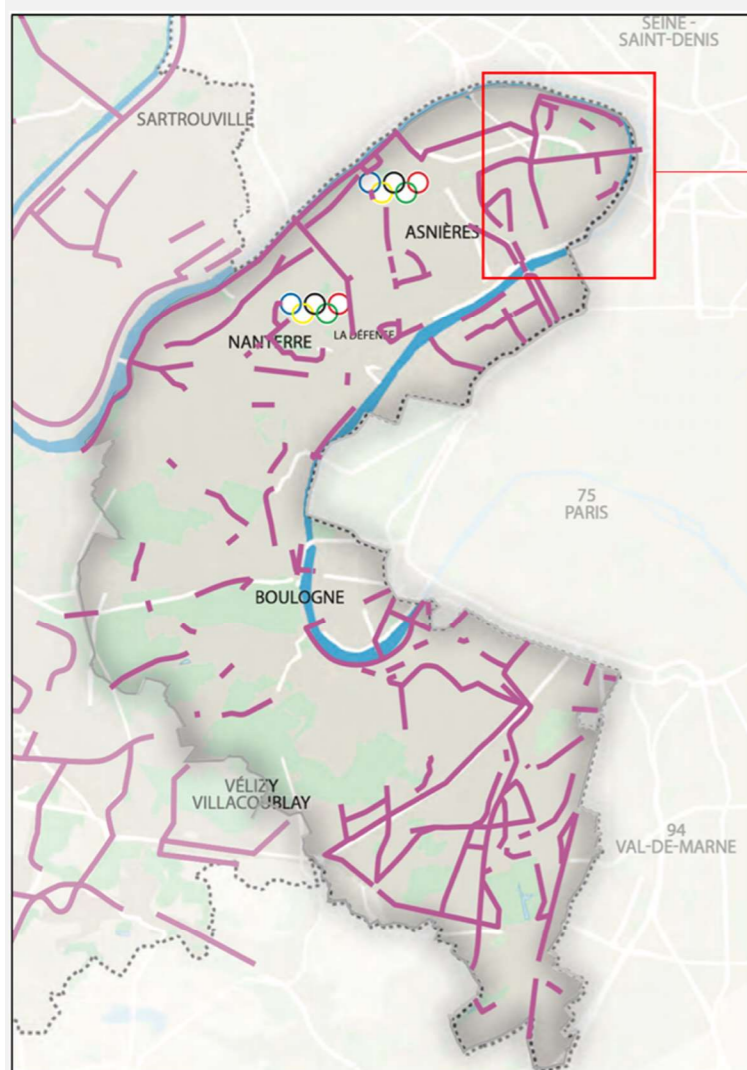 SEINE -
SAINT-DENIS
SARTROUVILLE
ASNIÈRES
NANTERRE
LA DÉFENSE
75
PARIS
BOULOGNE
VÉLIZY
VILLACOUBLAY
94
VAL-DE-MARNE